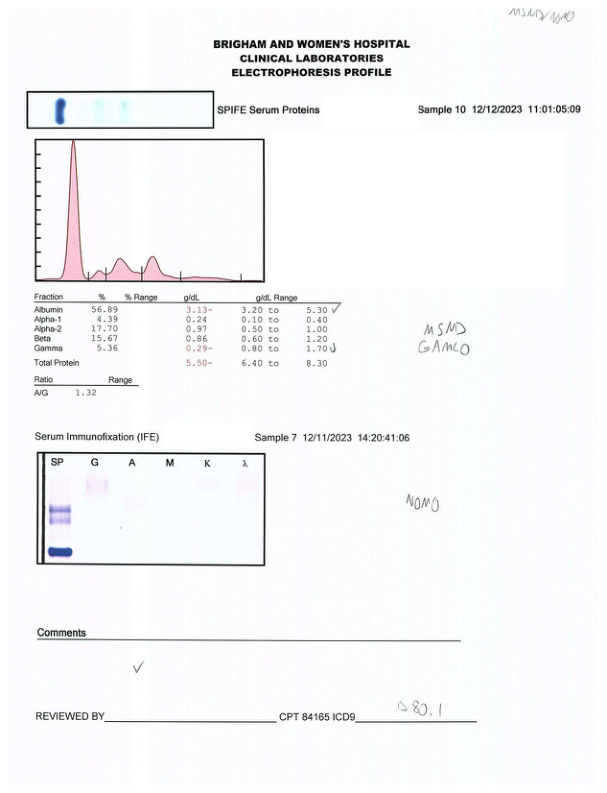 MSND/NOMO
BRIGHAM AND WOMEN'S HOSPITAL
CLINICAL LABORATORIES
ELECTROPHORESIS PROFILE
SPIFE Serum Proteins Sample 10 12/12/2023 11:01:05:09
Fraction % % Range g/dL g/dL Range
Albumin 56.89 3.13- 3.20 to 5.30 ✓
Alpha-1 4.39 0.24 0.10 to 0.40
Alpha-2 17.70 0.97 0.50 to 1.00
Beta 15.67 0.86 0.60 to 1.20
Gamma 5.36 0.29- 0.80 to 1.70 ↓
Total Protein 5.50- 6.40 to 8.30
MSND
GAMLO
Ratio Range
A/G 1.32
Serum Immunofixation (IFE) Sample 7 12/11/2023 14:20:41:06
SP G A M K λ
NOMO
Comments
✓
REVIEWED BY CPT 84165 ICD9 D80.1